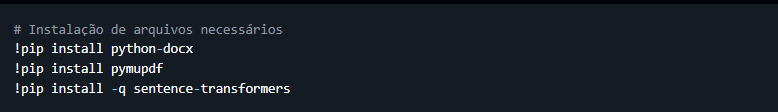 # Instalação de arquivos necessários
!pip install python-docx
!pip install pymupdf
!pip install -q sentence-transformers